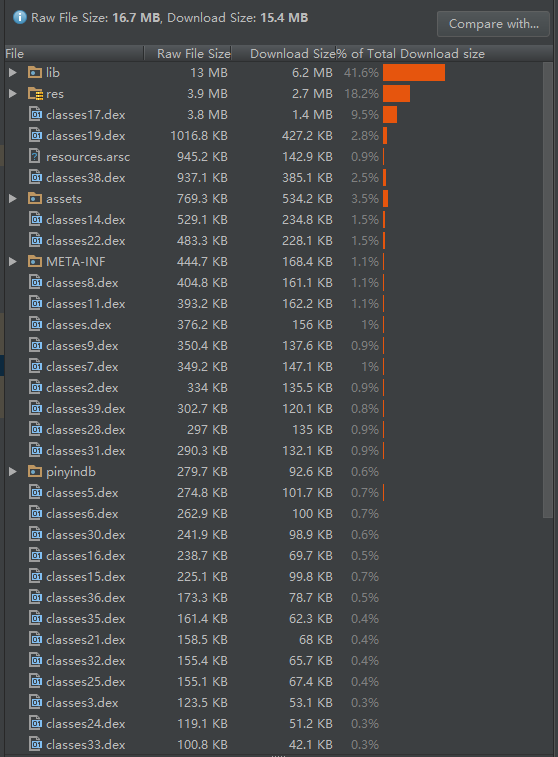 Raw File Size: 16.7 MB, Download Size: 15.4 MB
Compare with...
File Raw File Size Download Size % of Total Download size
lib 13 MB 6.2 MB 41.6%
res 3.9 MB 2.7 MB 18.2%
classes17.dex 3.8 MB 1.4 MB 9.5%
classes19.dex 1016.8 KB 427.2 KB 2.8%
resources.arsc 945.2 KB 142.9 KB 0.9%
classes38.dex 937.1 KB 385.1 KB 2.5%
assets 769.3 KB 534.2 KB 3.5%
classes14.dex 529.1 KB 234.8 KB 1.5%
classes22.dex 483.3 KB 228.1 KB 1.5%
META-INF 444.7 KB 168.4 KB 1.1%
classes8.dex 404.8 KB 161.1 KB 1.1%
classes11.dex 393.2 KB 162.2 KB 1.1%
classes.dex 376.2 KB 156 KB 1%
classes9.dex 350.4 KB 137.6 KB 0.9%
classes7.dex 349.2 KB 147.1 KB 1%
classes2.dex 334 KB 135.5 KB 0.9%
classes39.dex 302.7 KB 120.1 KB 0.8%
classes28.dex 297 KB 135 KB 0.9%
classes31.dex 290.3 KB 132.1 KB 0.9%
pinyindb 279.7 KB 92.6 KB 0.6%
classes5.dex 274.8 KB 101.7 KB 0.7%
classes6.dex 262.9 KB 100 KB 0.7%
classes30.dex 241.9 KB 98.9 KB 0.6%
classes16.dex 238.7 KB 69.7 KB 0.5%
classes15.dex 225.1 KB 99.8 KB 0.7%
classes36.dex 173.3 KB 78.7 KB 0.5%
classes35.dex 161.4 KB 62.3 KB 0.4%
classes21.dex 158.5 KB 68 KB 0.4%
classes32.dex 155.4 KB 65.7 KB 0.4%
classes25.dex 155.1 KB 67.4 KB 0.4%
classes3.dex 123.5 KB 53.1 KB 0.3%
classes24.dex 119.1 KB 51.2 KB 0.3%
classes33.dex 100.8 KB 42.1 KB 0.3%